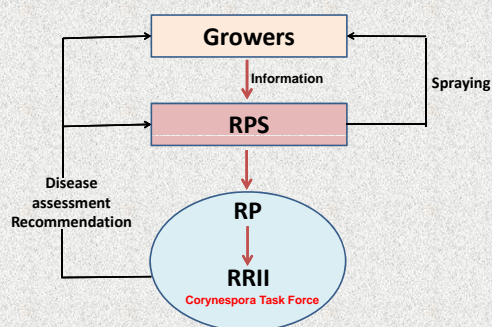 Growers
Information
Spraying
RPS
Disease
assessment
Recommendation
RP
RRII
Corynespora Task Force